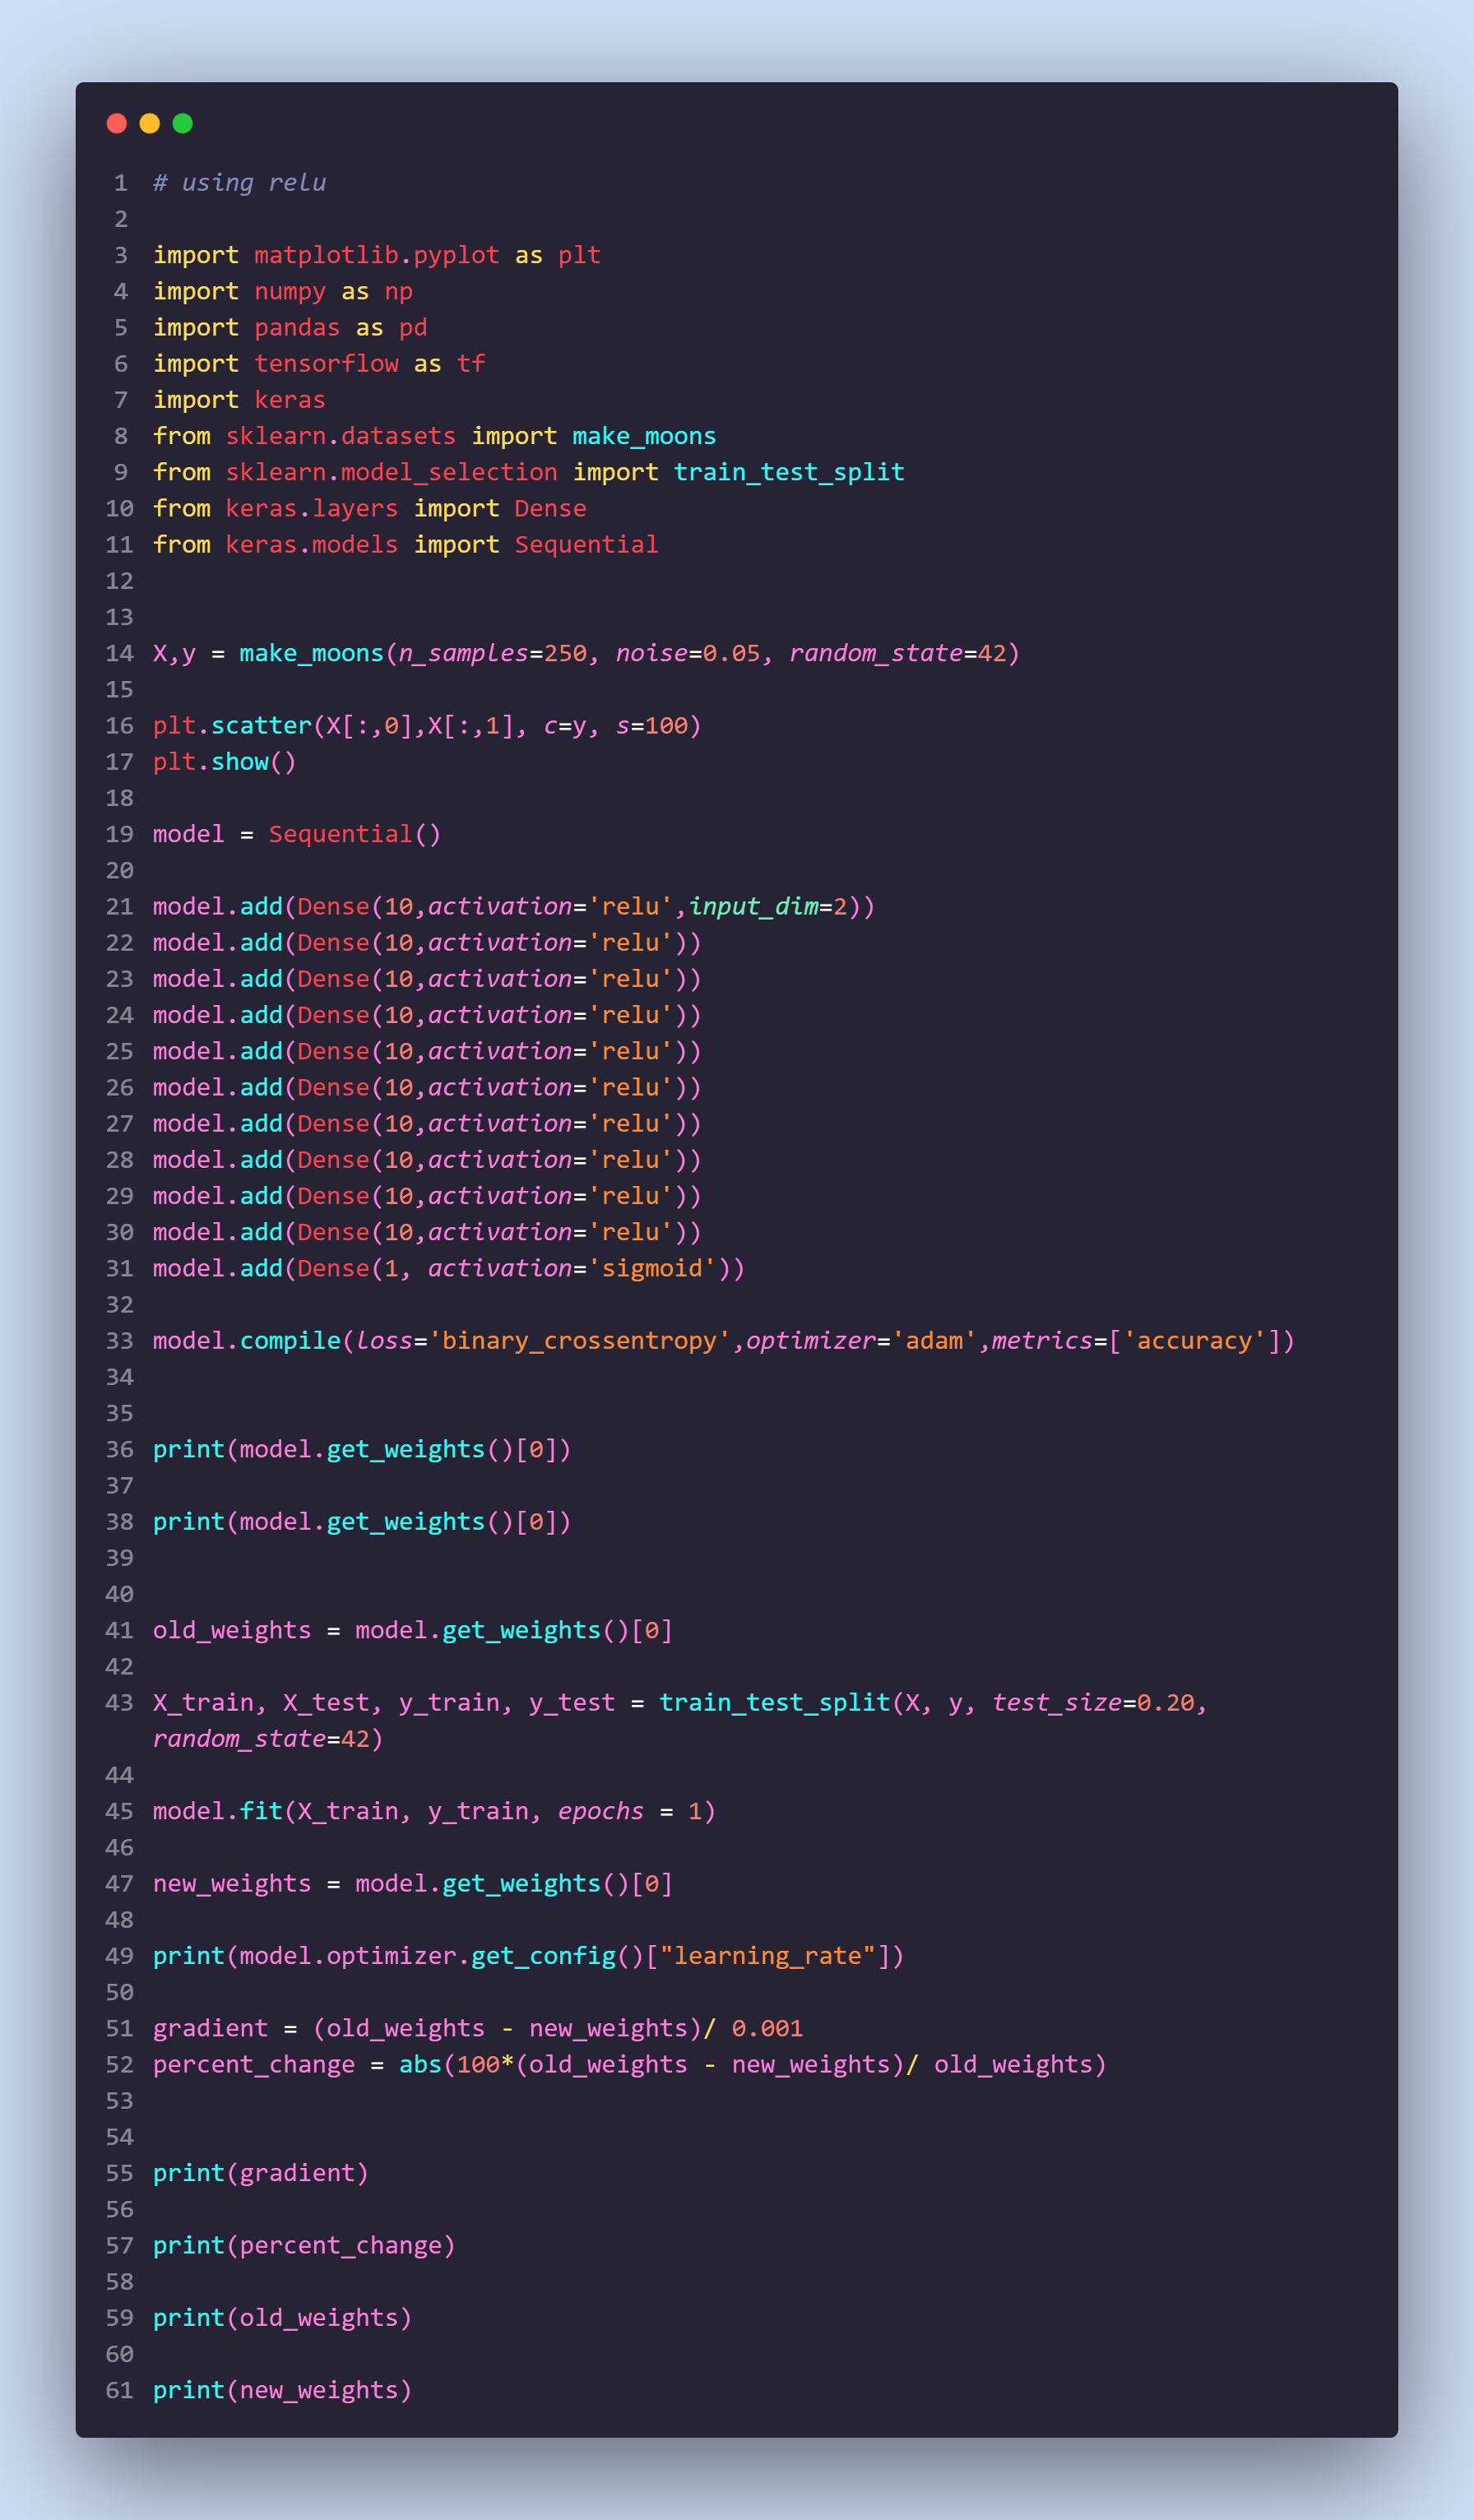 1 # using relu
2
3 import matplotlib.pyplot as plt
4 import numpy as np
5 import pandas as pd
6 import tensorflow as tf
7 import keras
8 from sklearn.datasets import make_moons
9 from sklearn.model_selection import train_test_split
10 from keras.layers import Dense
11 from keras.models import Sequential
12
13
14 X,y = make_moons(n_samples=250, noise=0.05, random_state=42)
15
16 plt.scatter(X[:,0],X[:,1], c=y, s=100)
17 plt.show()
18
19 model = Sequential()
20
21 model.add(Dense(10,activation='relu',input_dim=2))
22 model.add(Dense(10,activation='relu'))
23 model.add(Dense(10,activation='relu'))
24 model.add(Dense(10,activation='relu'))
25 model.add(Dense(10,activation='relu'))
26 model.add(Dense(10,activation='relu'))
27 model.add(Dense(10,activation='relu'))
28 model.add(Dense(10,activation='relu'))
29 model.add(Dense(10,activation='relu'))
30 model.add(Dense(10,activation='relu'))
31 model.add(Dense(1, activation='sigmoid'))
32
33 model.compile(loss='binary_crossentropy',optimizer='adam',metrics=['accuracy'])
34
35
36 print(model.get_weights()[0])
37
38 print(model.get_weights()[0])
39
40
41 old_weights = model.get_weights()[0]
42
43 X_train, X_test, y_train, y_test = train_test_split(X, y, test_size=0.20,
random_state=42)
44
45 model.fit(X_train, y_train, epochs = 1)
46
47 new_weights = model.get_weights()[0]
48
49 print(model.optimizer.get_config()["learning_rate"])
50
51 gradient = (old_weights - new_weights)/ 0.001
52 percent_change = abs(100*(old_weights - new_weights)/ old_weights)
53
54
55 print(gradient)
56
57 print(percent_change)
58
59 print(old_weights)
60
61 print(new_weights)